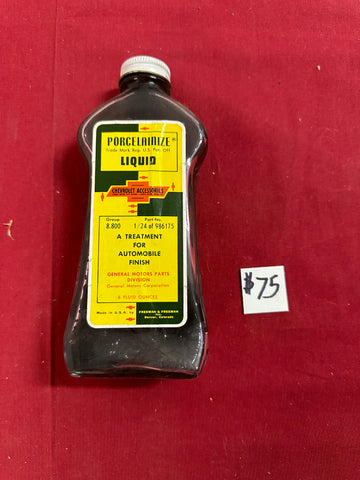 PORCELAINIZE®
Trade Mark Reg. U.S. Pat. Off.
LIQUID
CHEVROLET ACCESSORIES
Group Part No.
8.800 1/24 of 986175
A TREATMENT
FOR
AUTOMOBILE
FINISH
GENERAL MOTORS PARTS
DIVISION
General Motors Corporation
8 FLUID OUNCES
Made in U.S.A. by FREEMAN & FREEMAN
Denver, Colorado
$75